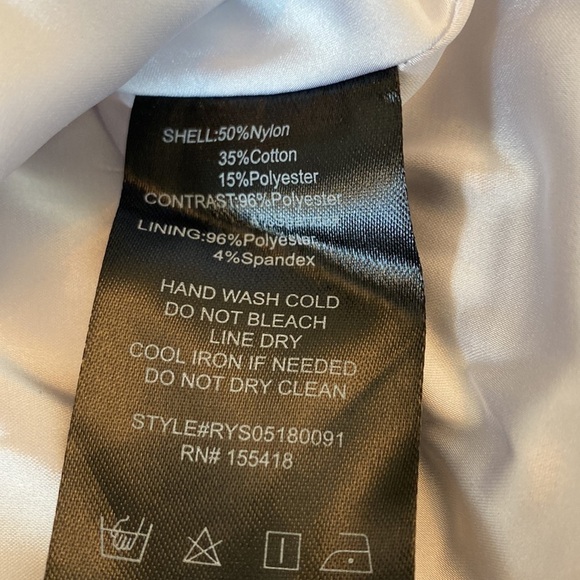 SHELL:50%Nylon
35%Cotton
15%Polyester
CONTRAST:96%Polyester
LINING:96%Polyester
4%Spandex
HAND WASH COLD
DO NOT BLEACH
LINE DRY
COOL IRON IF NEEDED
DO NOT DRY CLEAN
STYLE#RYS05180091
RN# 155418